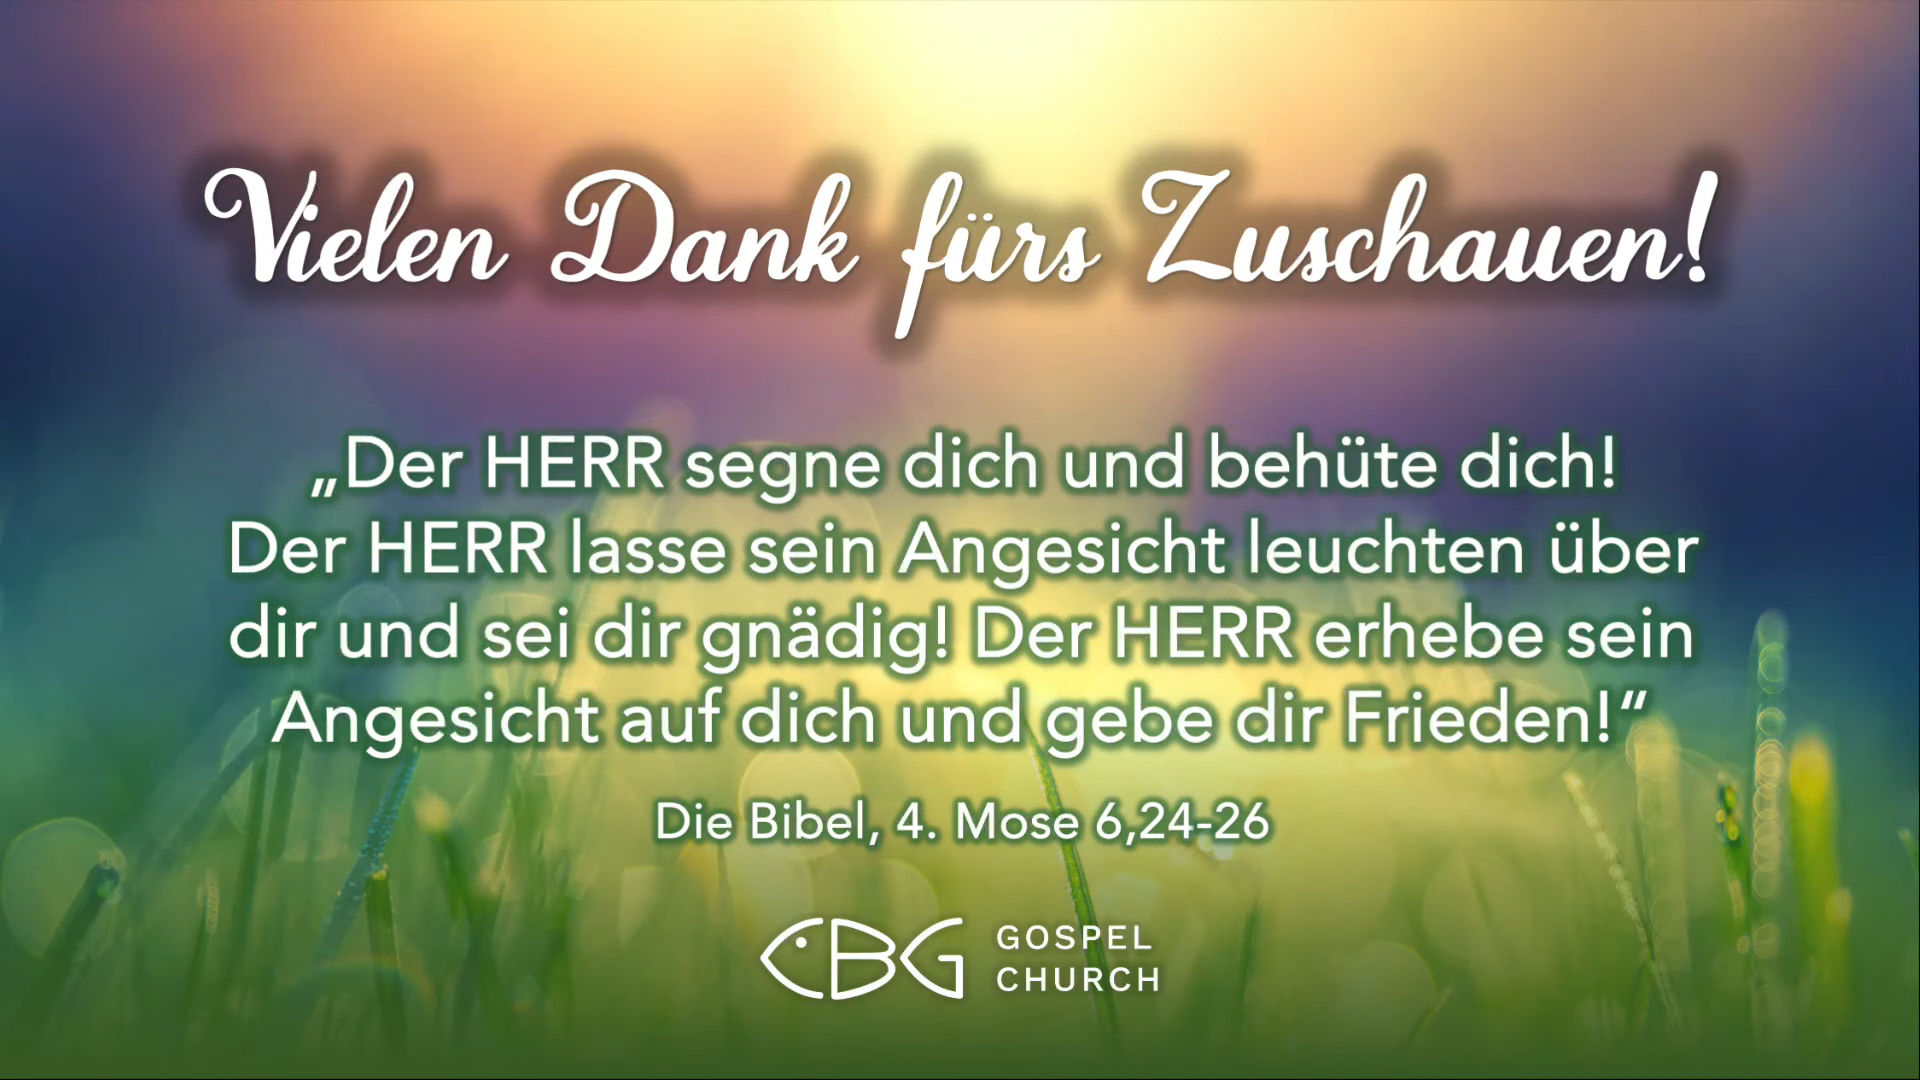 Vielen Dank fürs Zuschauen!
„Der HERR segne dich und behüte dich!
Der HERR lasse sein Angesicht leuchten über
dir und sei dir gnädig! Der HERR erhebe sein
Angesicht auf dich und gebe dir Frieden!“
Die Bibel, 4. Mose 6,24-26
CBG GOSPEL
CHURCH